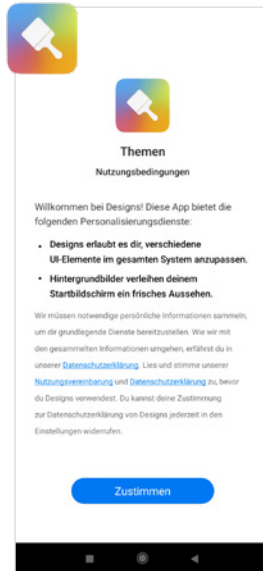 Themen
Nutzungsbedingungen
Willkommen bei Designs! Diese App bietet die
folgenden Personalisierungsdienste:
• Designs erlaubt es dir, verschiedene
UI-Elemente im gesamten System anzupassen.
• Hintergrundbilder verleihen deinem
Startbildschirm ein frisches Aussehen.
Wir müssen notwendige persönliche Informationen sammeln,
um dir grundlegende Dienste bereitzustellen. Wie wir mit
den gesammelten Informationen umgehen, erfährst du in
unserer Datenschutzerklärung. Lies und stimme unserer
Nutzungsvereinbarung und Datenschutzerklärung zu, bevor
du Designs verwendest. Du kannst deine Zustimmung
zur Datenschutzerklärung von Designs jederzeit in den
Einstellungen widerrufen.
Zustimmen